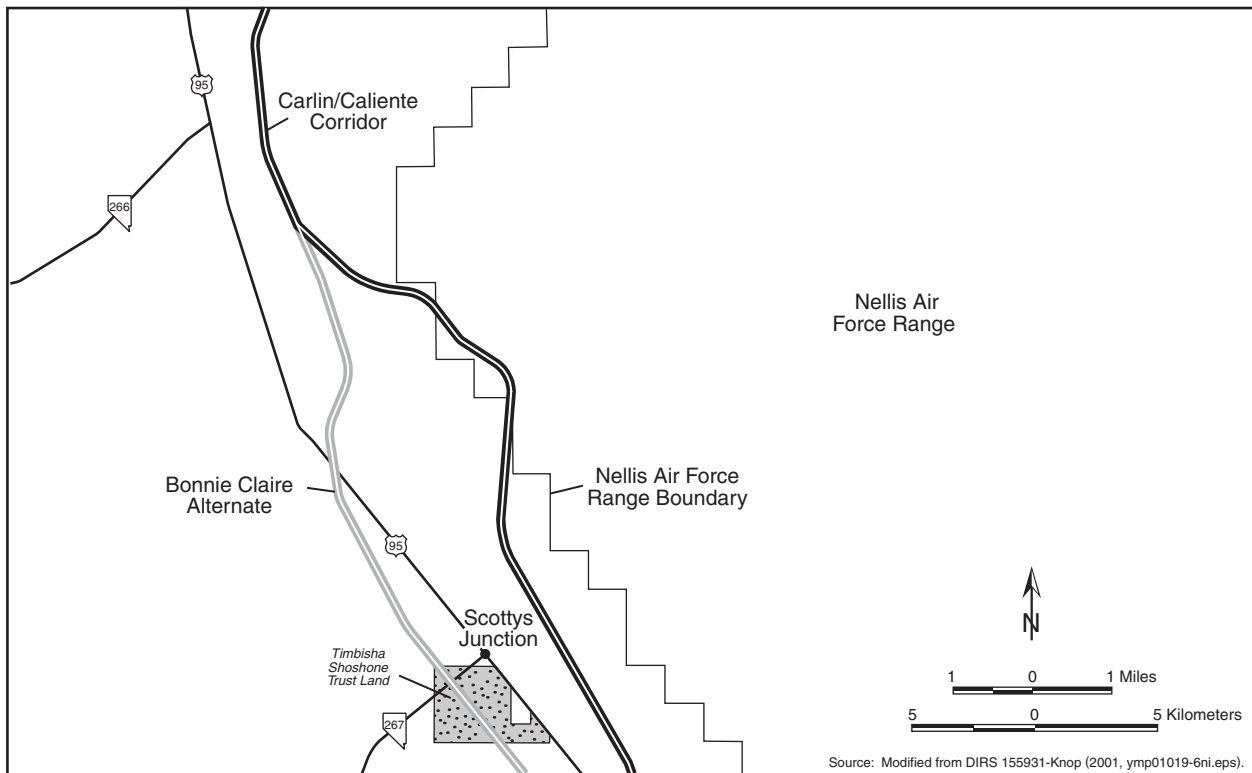 95
Carlin/Caliente
Corridor
266
Nellis Air
Force Range
Bonnie Claire
Alternate
Nellis Air Force
Range Boundary
95
Scottys
Junction
Timbisha
Shoshone
Trust Land
267
N
1 0 1 Miles
5 0 5 Kilometers
Source: Modified from DIRS 155931-Knop (2001, ymp01019-6ni.eps).